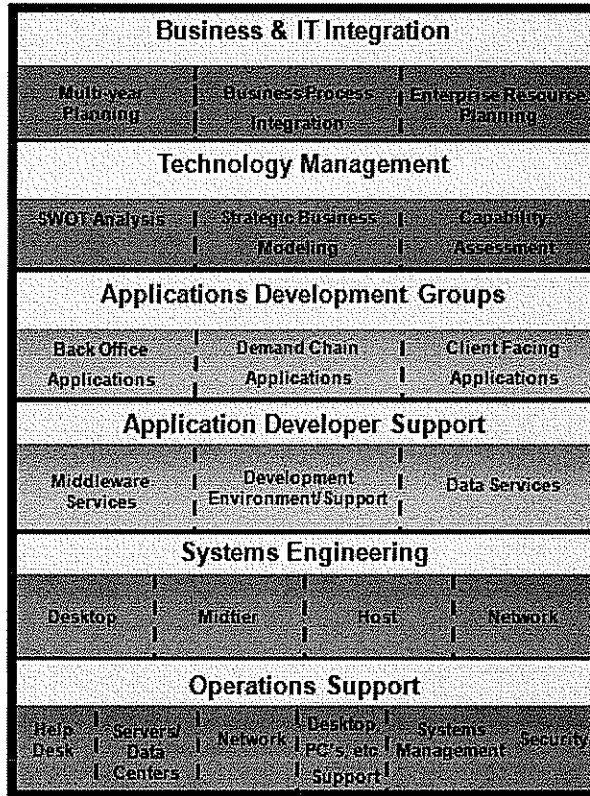 Business & IT Integration
Multi-year Business Process Enterprise Resource
Planning Integration Planning
Technology Management
SWOT Analysis Strategic Business Capability
Modeling Assessment
Applications Development Groups
Back Office Demand Chain Client Facing
Applications Applications Applications
Application Developer Support
Middleware Development Data Services
Services Environment/Support
Systems Engineering
Desktop Midtier Host Network
Operations Support
Help Servers/ Network Desktop Systems Security
Desk Data PC's, etc Management
Centers Support